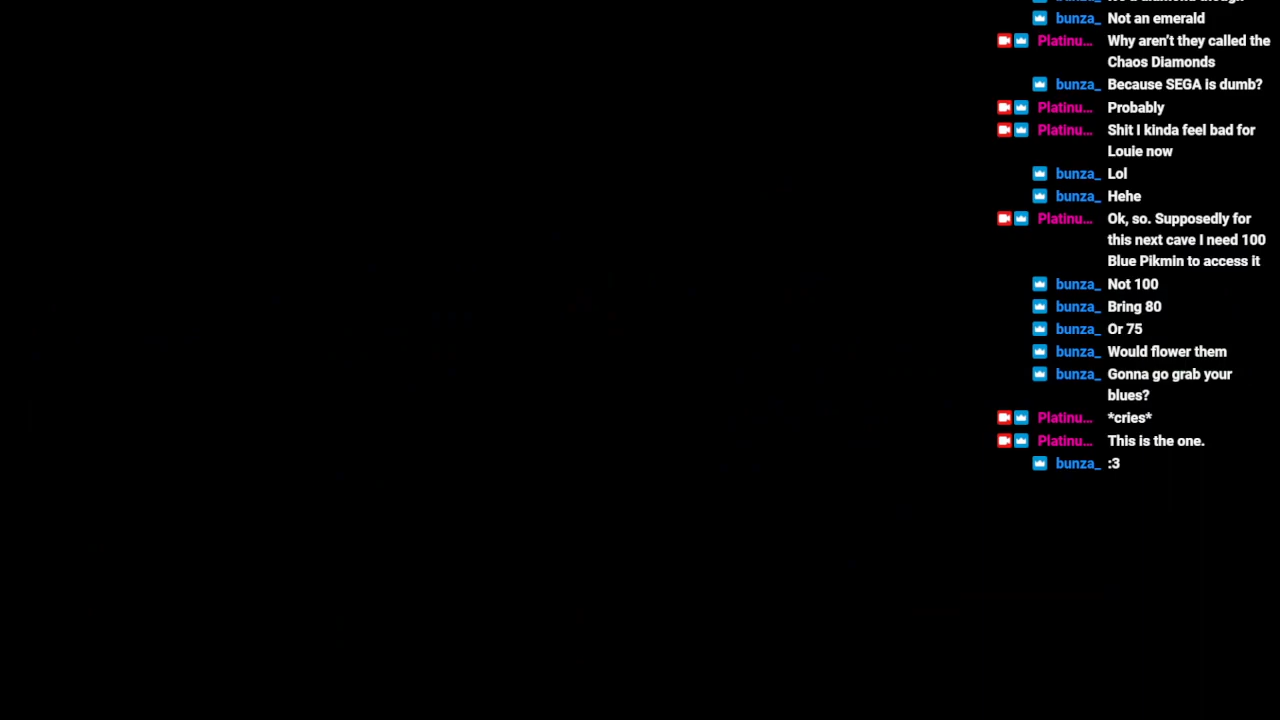 bunza_ Not an emerald
Platinu... Why aren't they called the
Chaos Diamonds
bunza_ Because SEGA is dumb?
Platinu... Probably
Platinu... Shit I kinda feel bad for
Louie now
bunza_ Lol
bunza_ Hehe
Platinu... Ok, so. Supposedly for
this next cave I need 100
Blue Pikmin to access it
bunza_ Not 100
bunza_ Bring 80
bunza_ Or 75
bunza_ Would flower them
bunza_ Gonna go grab your
blues?
Platinu... *cries*
Platinu... This is the one.
bunza_ :3